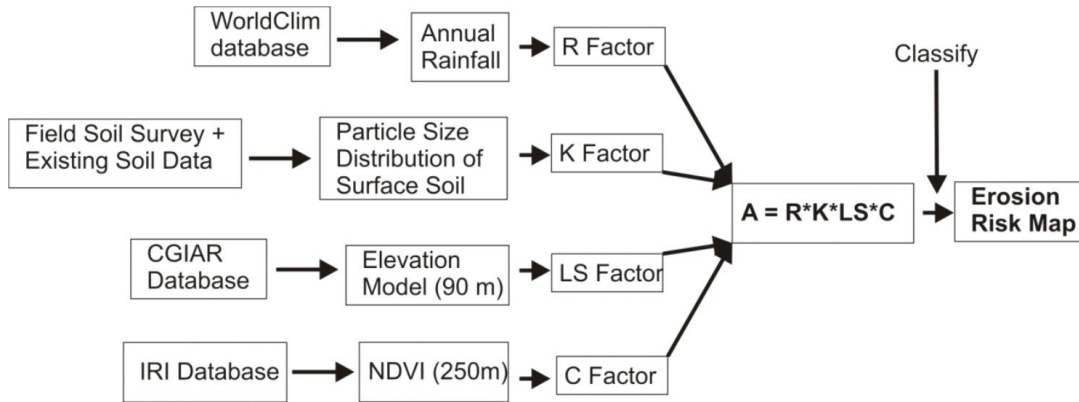 WorldClim
database
Annual
Rainfall
R Factor
Classify
Field Soil Survey +
Existing Soil Data
Particle Size
Distribution of
Surface Soil
K Factor
A = R*K*LS*C
Erosion
Risk Map
CGIAR
Database
Elevation
Model (90 m)
LS Factor
IRI Database
NDVI (250m)
C Factor